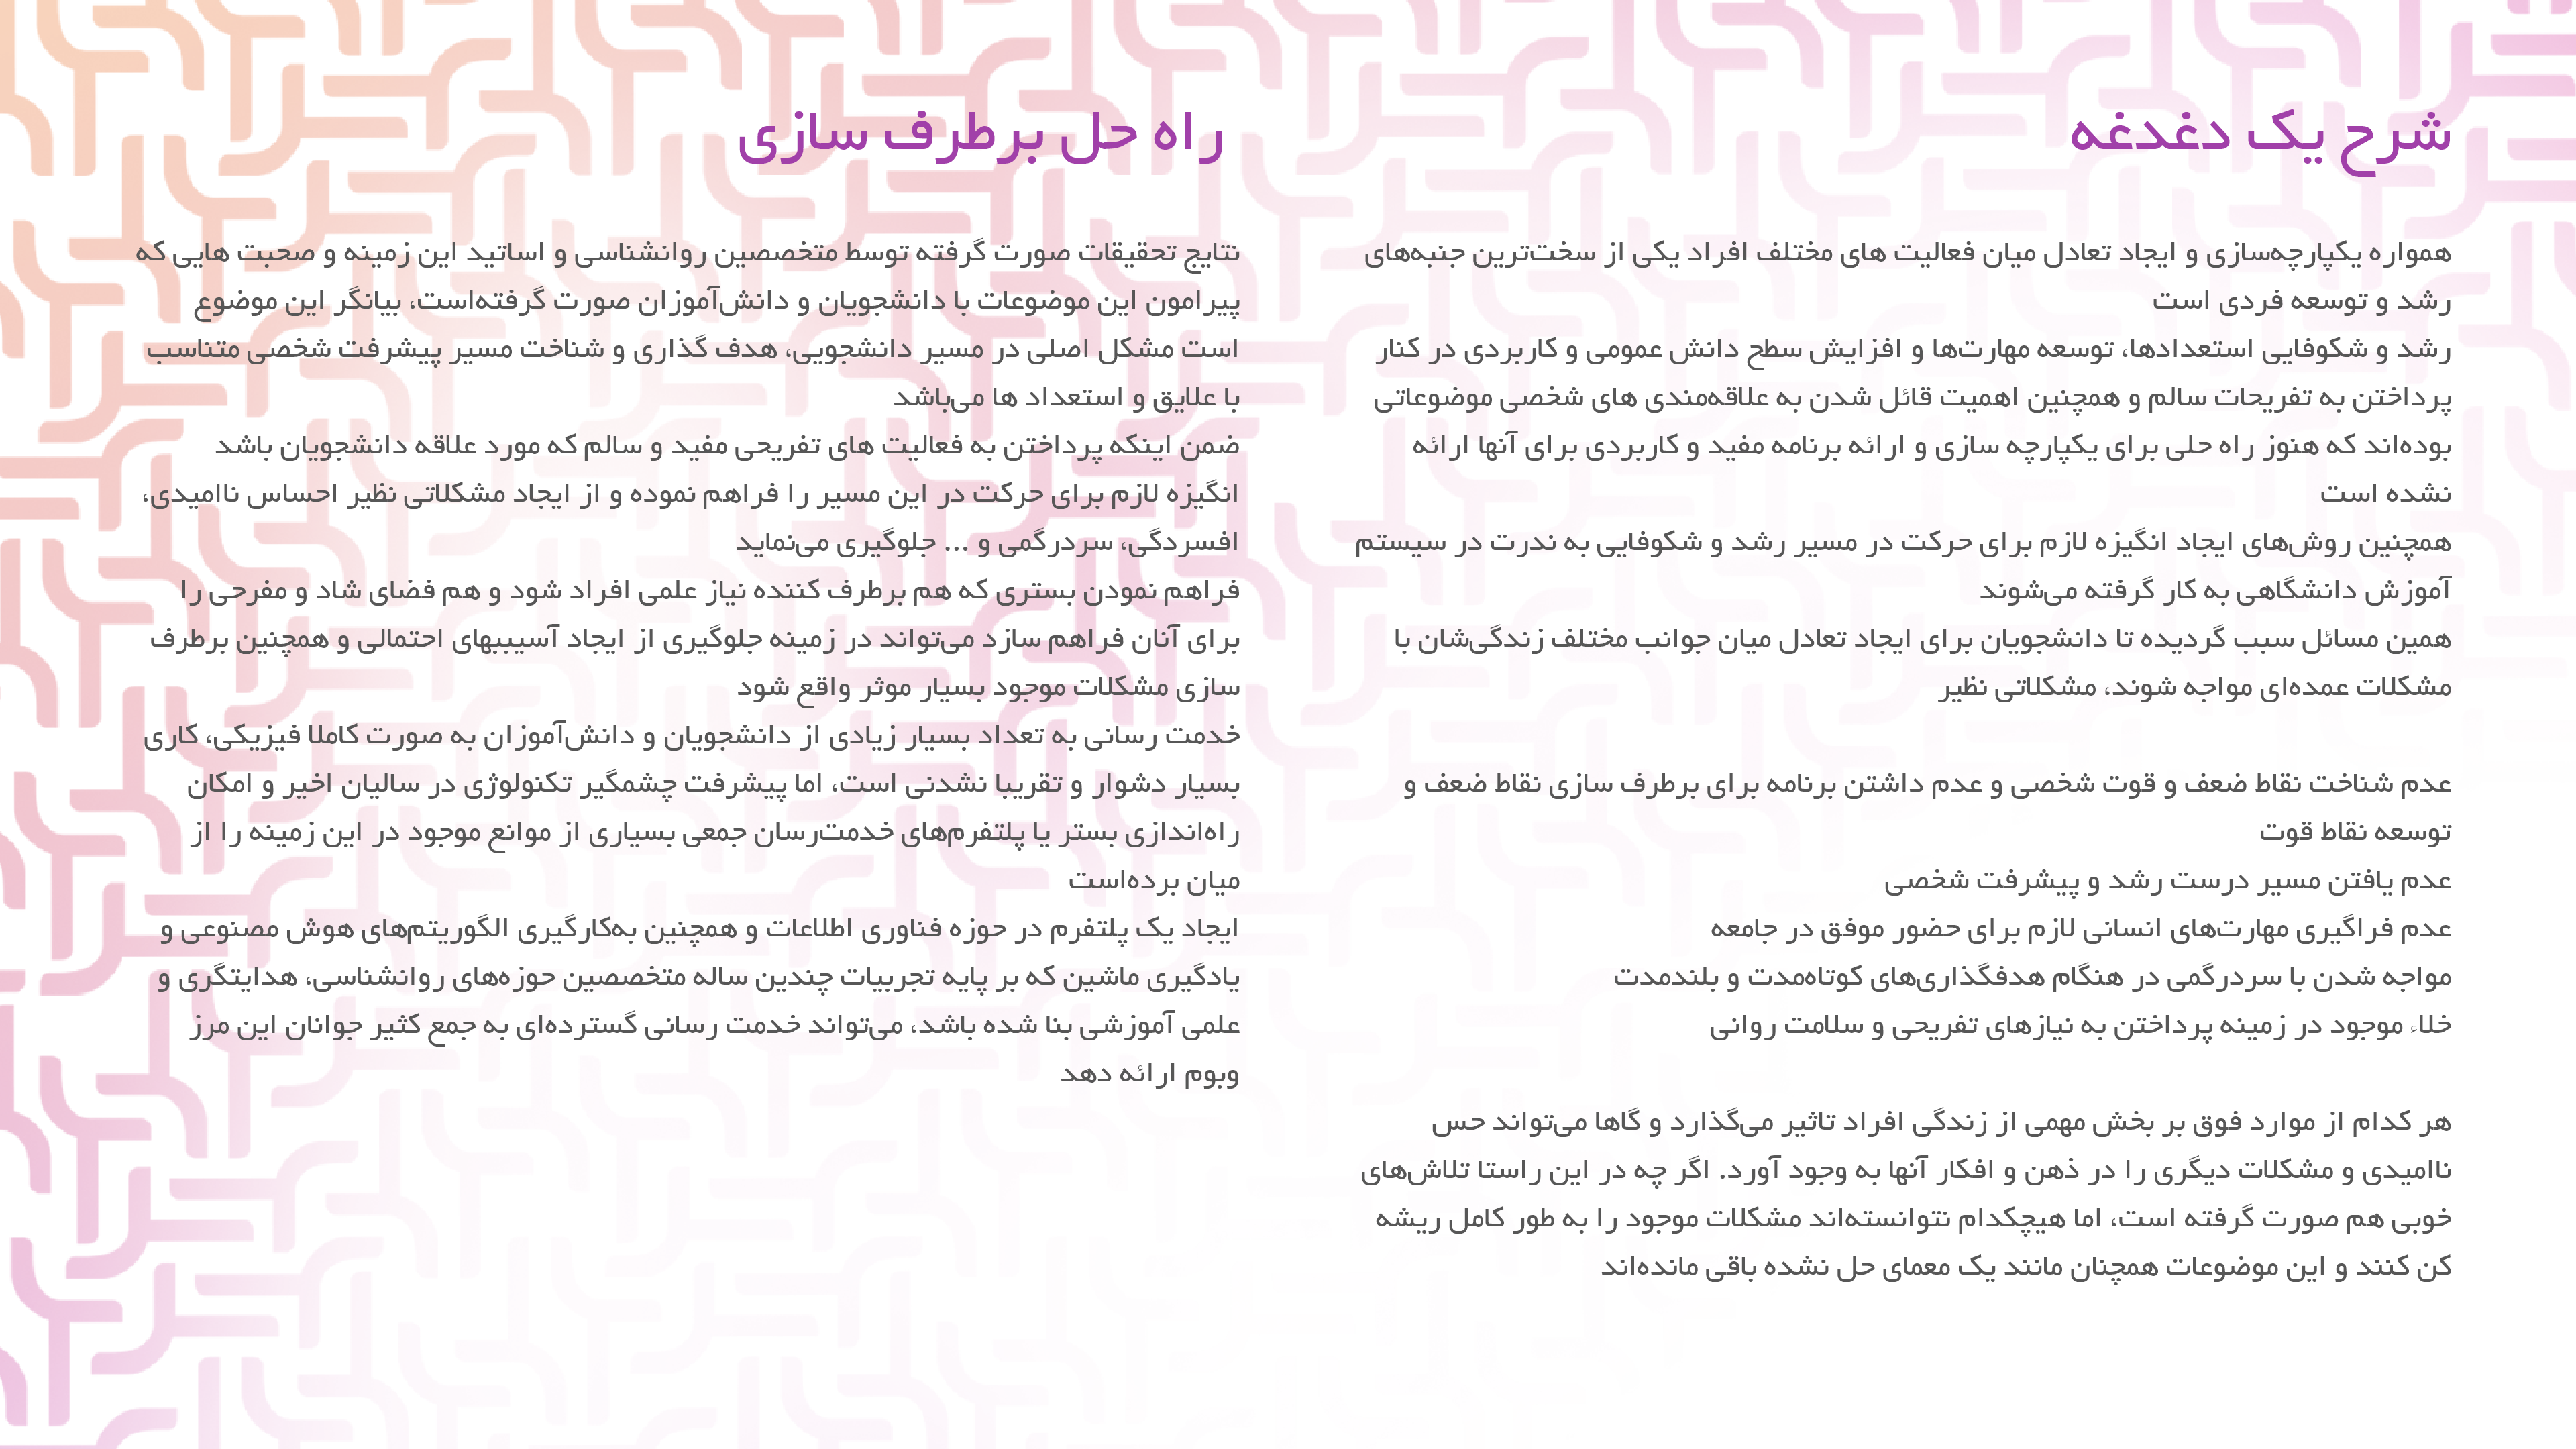 شرح یک دغدغه
همواره یکپارچه‌سازی و ایجاد تعادل میان فعالیت های مختلف افراد یکی از سخت‌ترین جنبه‌های
رشد و توسعه فردی است
رشد و شکوفایی استعدادها، توسعه مهارت‌ها و افزایش سطح دانش عمومی و کاربردی در کنار
پرداختن به تفریحات سالم و همچنین اهمیت قائل شدن به علاقه‌مندی های شخصی موضوعاتی
بوده‌اند که هنوز راه حلی برای یکپارچه سازی و ارائه برنامه مفید و کاربردی برای آنها ارائه
نشده است
همچنین روش‌های ایجاد انگیزه لازم برای حرکت در مسیر رشد و شکوفایی به ندرت در سیستم
آموزش دانشگاهی به کار گرفته می‌شوند
همین مسائل سبب گردیده تا دانشجویان برای ایجاد تعادل میان جوانب مختلف زندگی‌شان با
مشکلات عمده‌ای مواجه شوند، مشکلاتی نظیر
عدم شناخت نقاط ضعف و قوت شخصی و عدم داشتن برنامه برای برطرف سازی نقاط ضعف و
توسعه نقاط قوت
عدم یافتن مسیر درست رشد و پیشرفت شخصی
عدم فراگیری مهارت‌های انسانی لازم برای حضور موفق در جامعه
مواجه شدن با سردرگمی در هنگام هدفگذاری‌های کوتاه‌مدت و بلندمدت
خلاء موجود در زمینه پرداختن به نیازهای تفریحی و سلامت روانی
هر کدام از موارد فوق بر بخش مهمی از زندگی افراد تاثیر می‌گذارد و گاها می‌تواند حس
ناامیدی و مشکلات دیگری را در ذهن و افکار آنها به وجود آورد. اگر چه در این راستا تلاش‌های
خوبی هم صورت گرفته است، اما هیچکدام نتوانسته‌اند مشکلات موجود را به طور کامل ریشه
کن کنند و این موضوعات همچنان مانند یک معمای حل نشده باقی مانده‌اند
راه حل برطرف سازی
نتایج تحقیقات صورت گرفته توسط متخصصین روانشناسی و اساتید این زمینه و صحبت هایی که
پیرامون این موضوعات با دانشجویان و دانش‌آموزان صورت گرفته‌است، بیانگر این موضوع
است مشکل اصلی در مسیر دانشجویی، هدف گذاری و شناخت مسیر پیشرفت شخصی متناسب
با علایق و استعداد ها می‌باشد
ضمن اینکه پرداختن به فعالیت های تفریحی مفید و سالم که مورد علاقه دانشجویان باشد
انگیزه لازم برای حرکت در این مسیر را فراهم نموده و از ایجاد مشکلاتی نظیر احساس ناامیدی،
افسردگی، سردرگمی و ... جلوگیری می‌نماید
فراهم نمودن بستری که هم برطرف کننده نیاز علمی افراد شود و هم فضای شاد و مفرحی را
برای آنان فراهم سازد می‌تواند در زمینه جلوگیری از ایجاد آسیببهای احتمالی و همچنین برطرف
سازی مشکلات موجود بسیار موثر واقع شود
خدمت رسانی به تعداد بسیار زیادی از دانشجویان و دانش‌آموزان به صورت کاملا فیزیکی، کاری
بسیار دشوار و تقریبا نشدنی است، اما پیشرفت چشمگیر تکنولوژی در سالیان اخیر و امکان
راه‌اندازی بستر یا پلتفرم‌های خدمت‌رسان جمعی بسیاری از موانع موجود در این زمینه را از
میان برده‌است
ایجاد یک پلتفرم در حوزه فناوری اطلاعات و همچنین به‌کارگیری الگوریتم‌های هوش مصنوعی و
یادگیری ماشین که بر پایه تجربیات چندین ساله متخصصین حوزه‌های روانشناسی، هدایتگری و
علمی آموزشی بنا شده باشد، می‌تواند خدمت رسانی گسترده‌ای به جمع کثیر جوانان این مرز
وبوم ارائه دهد